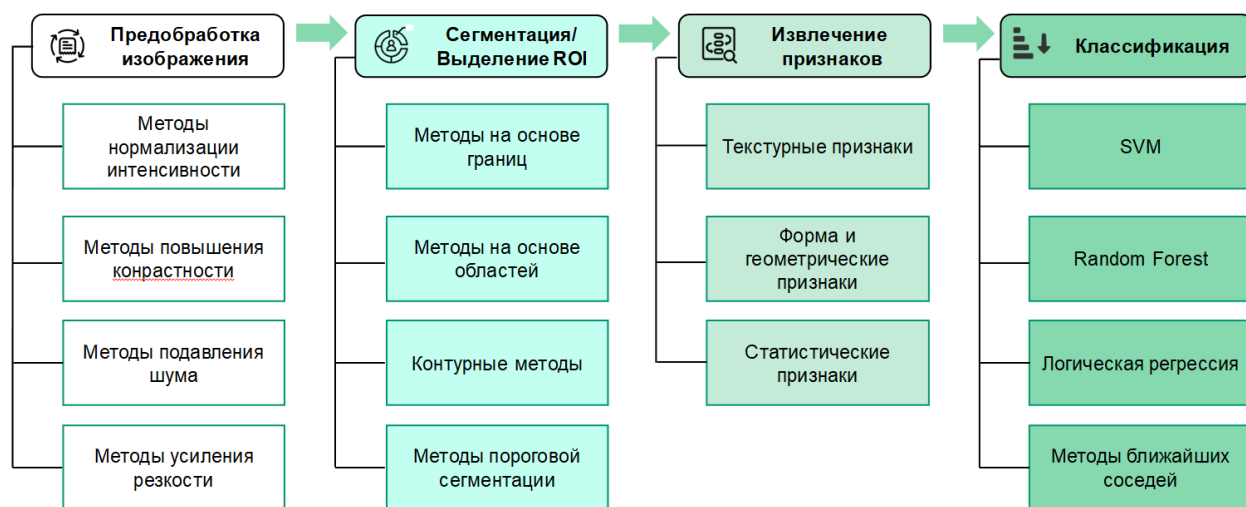 Предобработка
изображения
Методы
нормализации
интенсивности
Методы повышения
конрастности
Методы подавления
шума
Методы усиления
резкости
Сегментация/
Выделение ROI
Методы на основе
границ
Методы на основе
областей
Контурные методы
Методы пороговой
сегментации
Извлечение
признаков
Текстурные признаки
Форма и
геометрические
признаки
Статистические
признаки
Классификация
SVM
Random Forest
Логическая регрессия
Методы ближайших
соседей